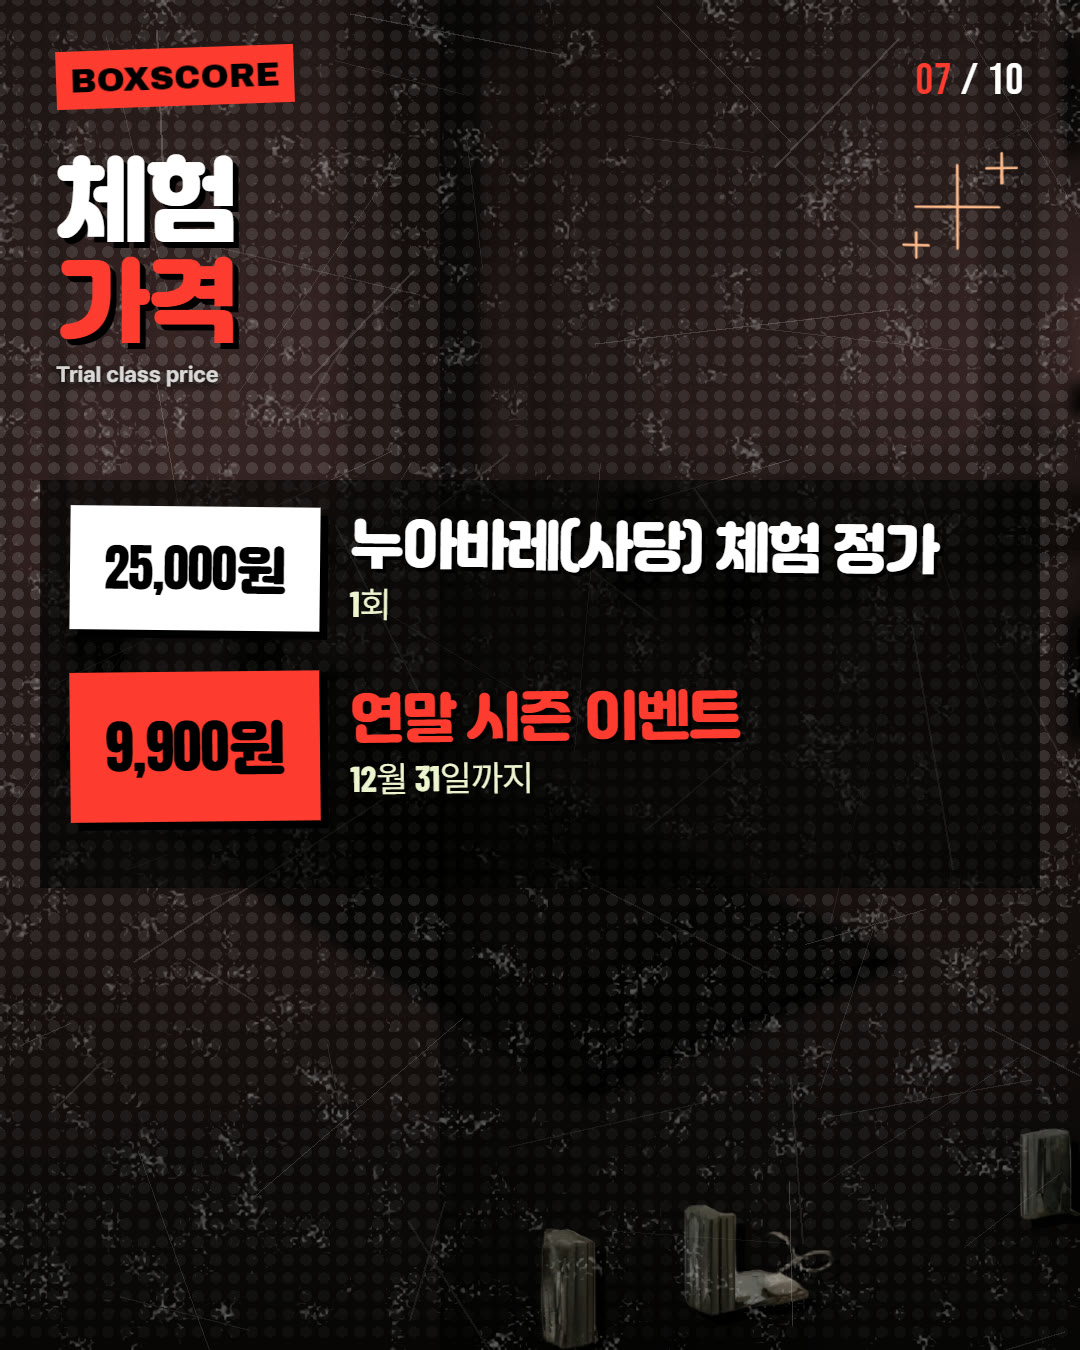 BOXSCORE
07 / 10
체험
가격
Trial class price
25,000원
누아바레(사당) 체험 정가
1회
9,900원
연말 시즌 이벤트
12월 31일까지